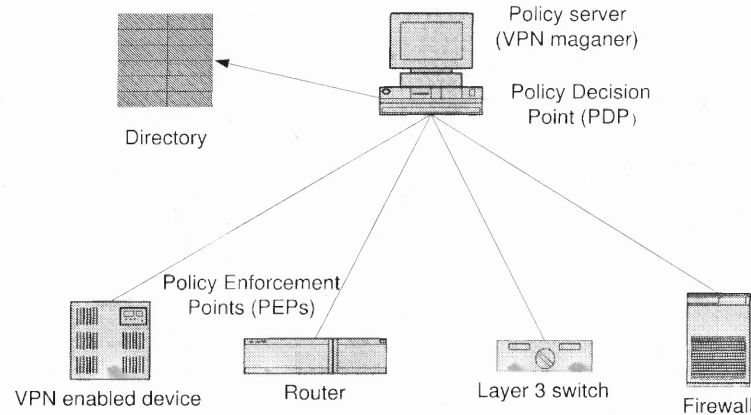 Policy server
(VPN maganer)
Policy Decision
Point (PDP)
Directory
Policy Enforcement
Points (PEPs)
VPN enabled device
Router
Layer 3 switch
Firewall